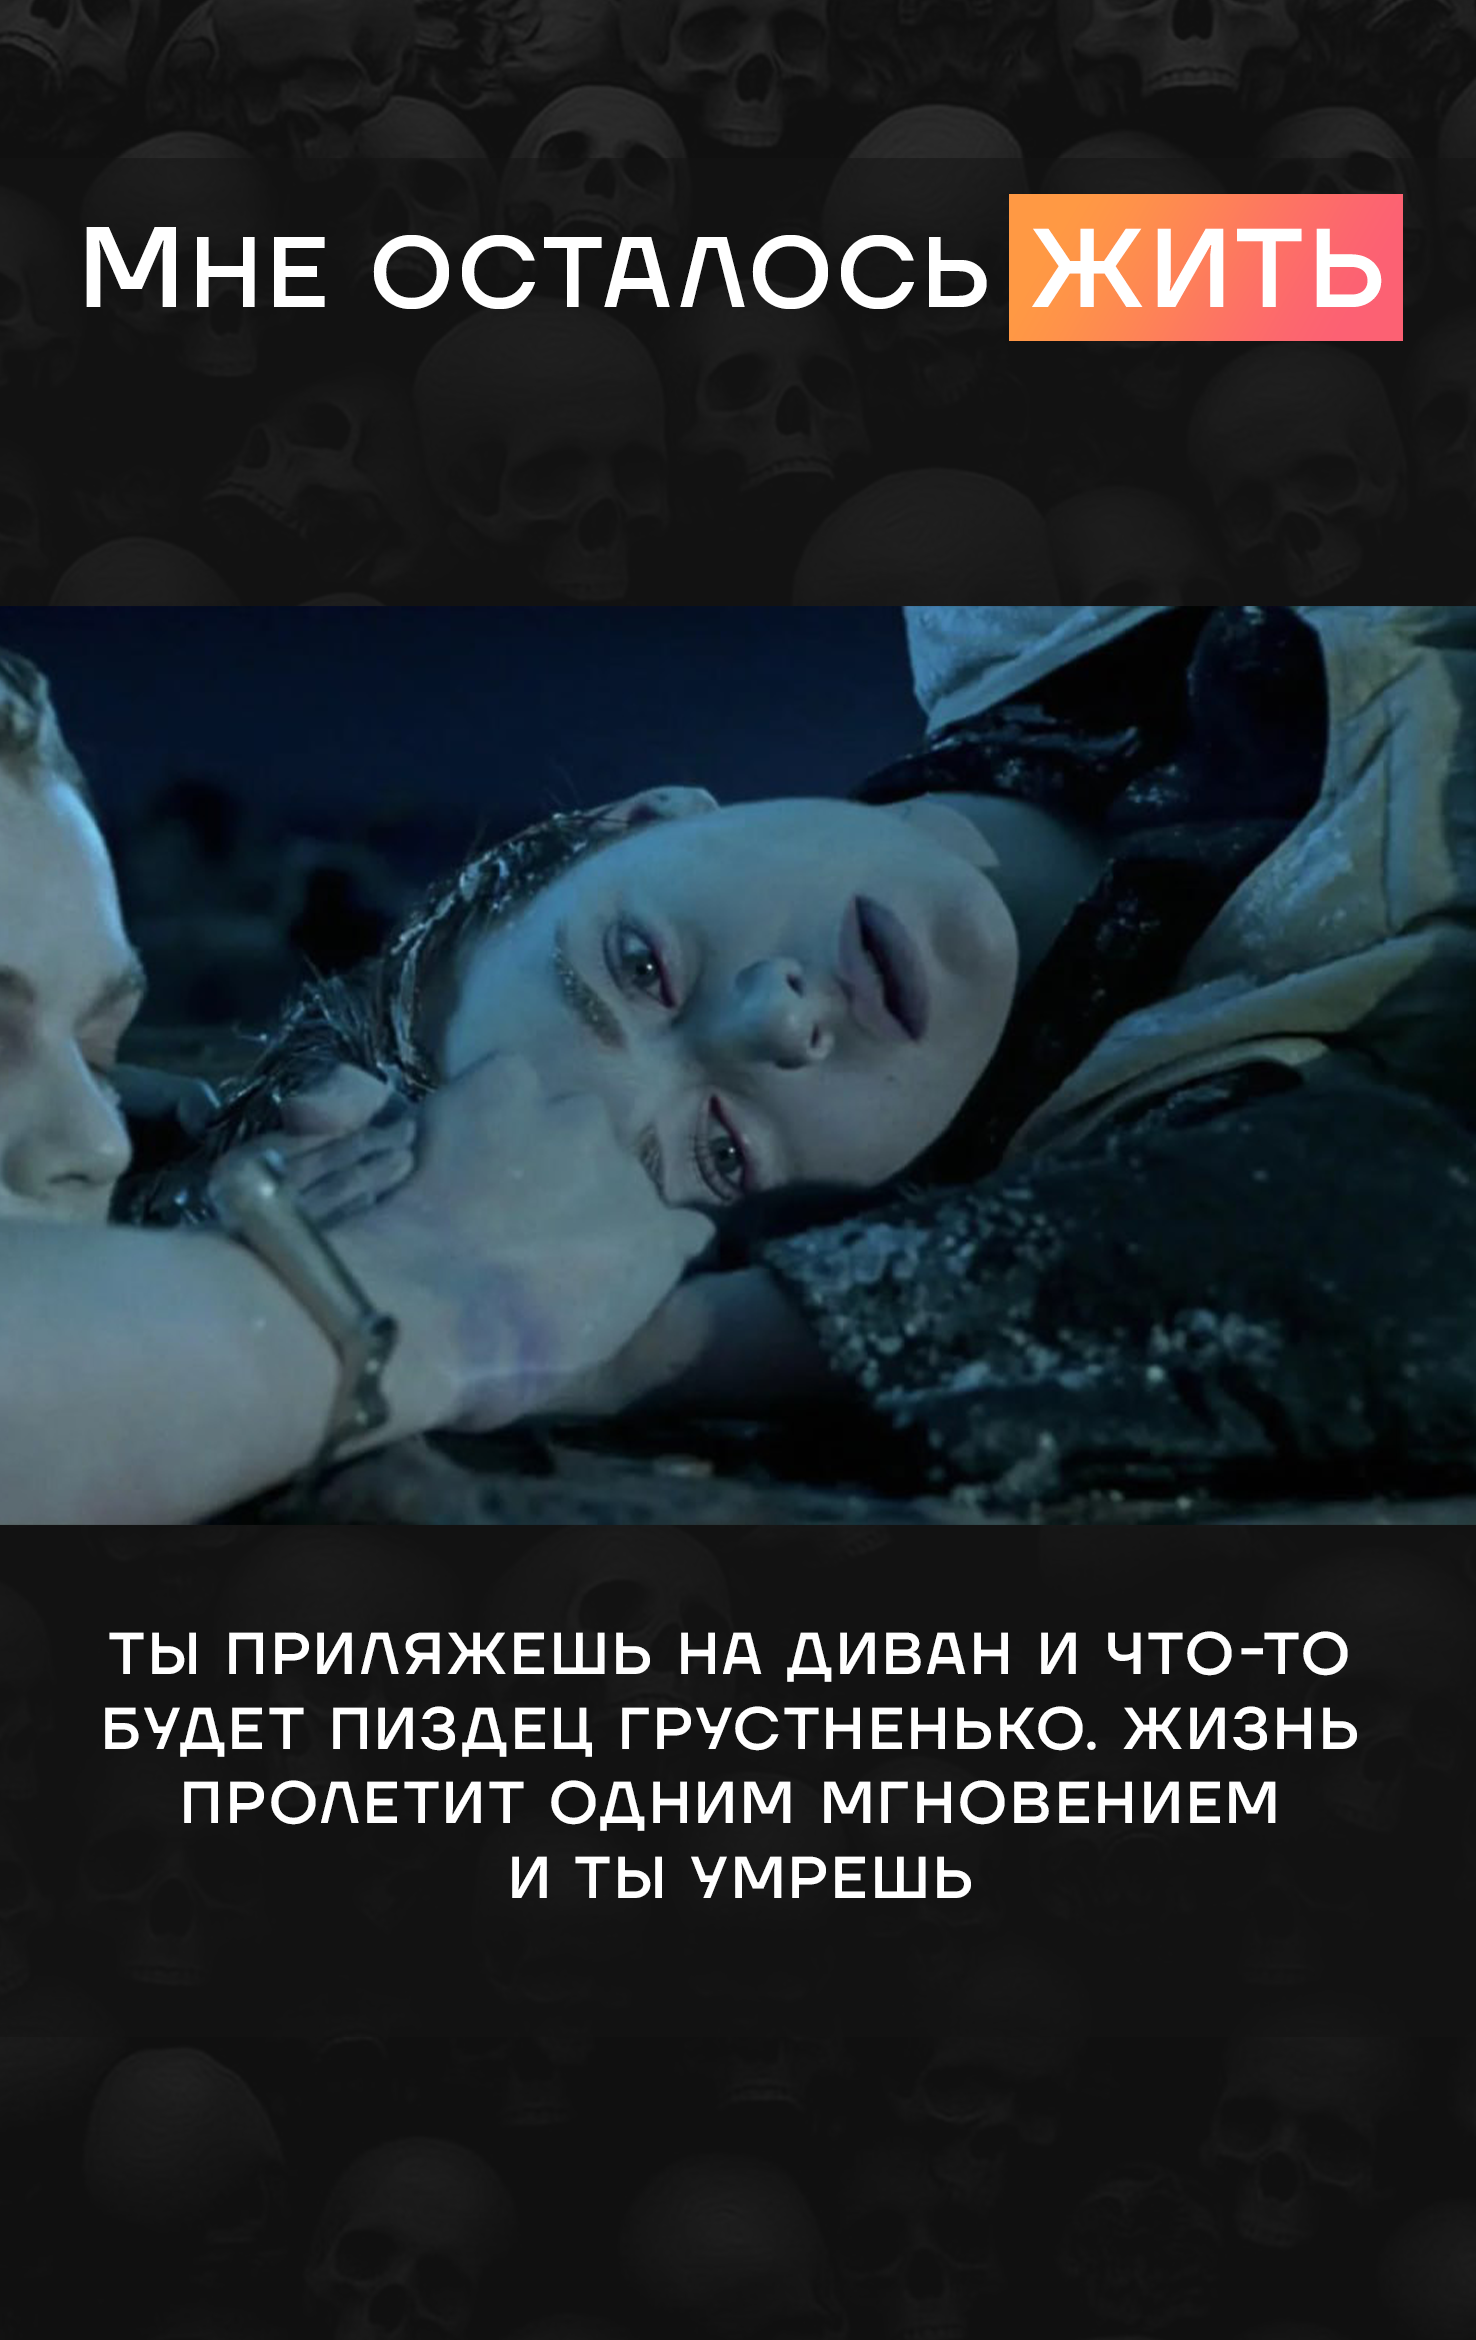 Мне осталось жить
ты приляжешь на диван и что-то
будет пиздец грустненько. жизнь
пролетит одним мгновением
и ты умрешь